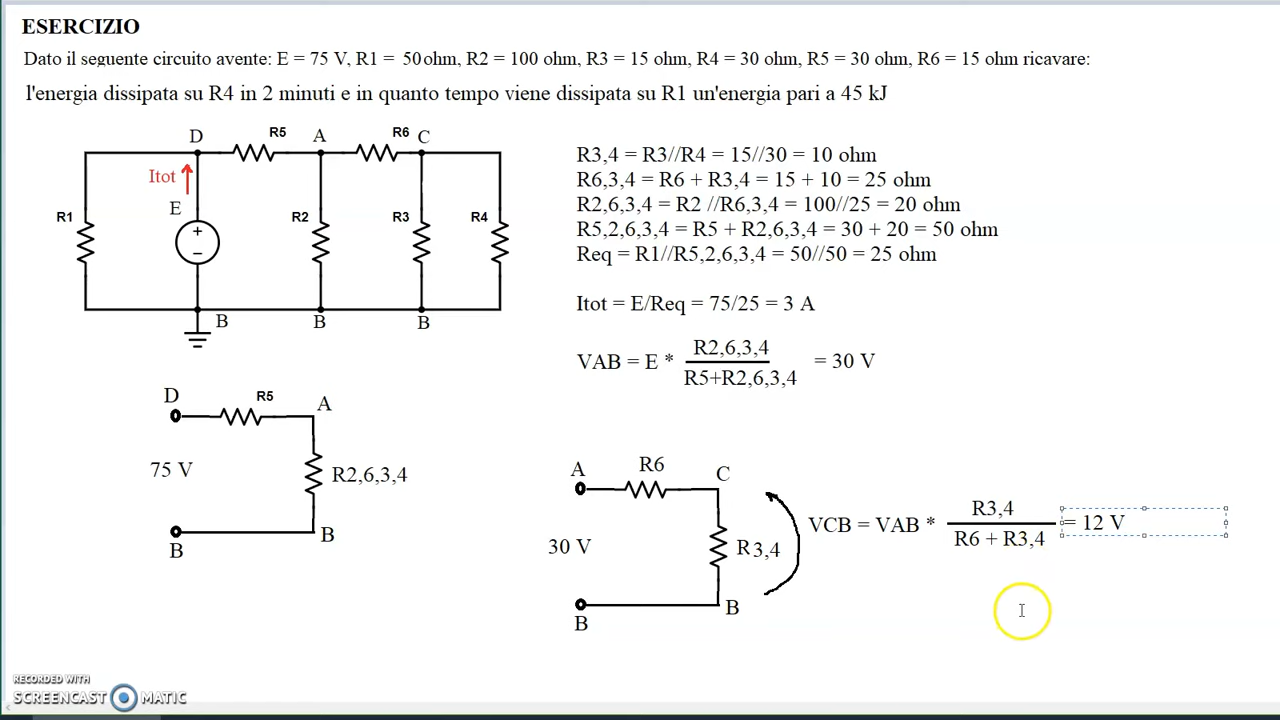 ESERCIZIO
Dato il seguente circuito avente: E = 75 V, R1 = 50ohm, R2 = 100 ohm, R3 = 15 ohm, R4 = 30 ohm, R5 = 30 ohm, R6 = 15 ohm ricavare:
l'energia dissipata su R4 in 2 minuti e in quanto tempo viene dissipata su R1 un'energia pari a 45 kJ
D R5 A R6 C
Itot
E
R1 R2 R3 R4
+
−
B B B
R3,4 = R3//R4 = 15//30 = 10 ohm
R6,3,4 = R6 + R3,4 = 15 + 10 = 25 ohm
R2,6,3,4 = R2 //R6,3,4 = 100//25 = 20 ohm
R5,2,6,3,4 = R5 + R2,6,3,4 = 30 + 20 = 50 ohm
Req = R1//R5,2,6,3,4 = 50//50 = 25 ohm
Itot = E/Req = 75/25 = 3 A
R2,6,3,4
VAB = E * = 30 V
R5+R2,6,3,4
D R5 A
75 V R2,6,3,4
B B
A R6 C
30 V R3,4
B B
R3,4
VCB = VAB * = 12 V
R6 + R3,4
RECORDED WITH
SCREENCAST MATIC